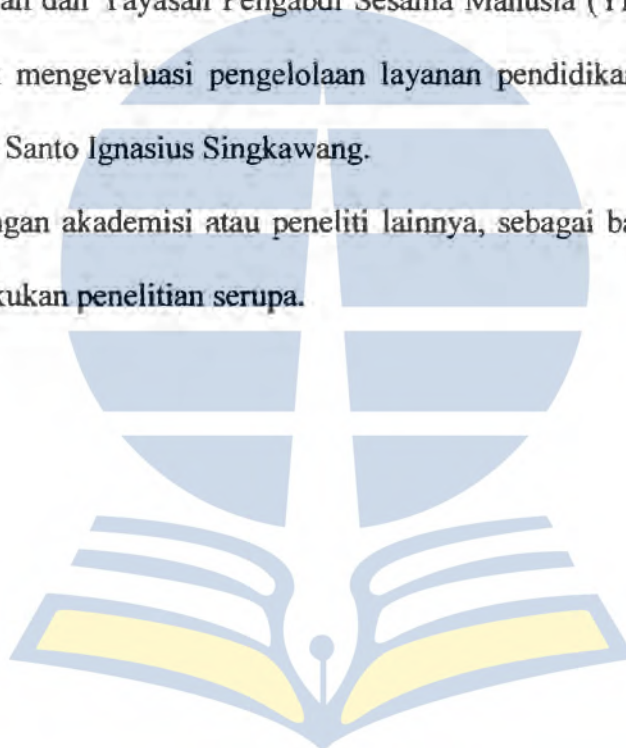 dan Yayasan Pengabdi Sesama Manusia
mengevaluasi pengelolaan layanan pendidikan
Santo Ignasius Singkawang.
akademisi atau peneliti lainnya, sebagai
penelitian serupa.